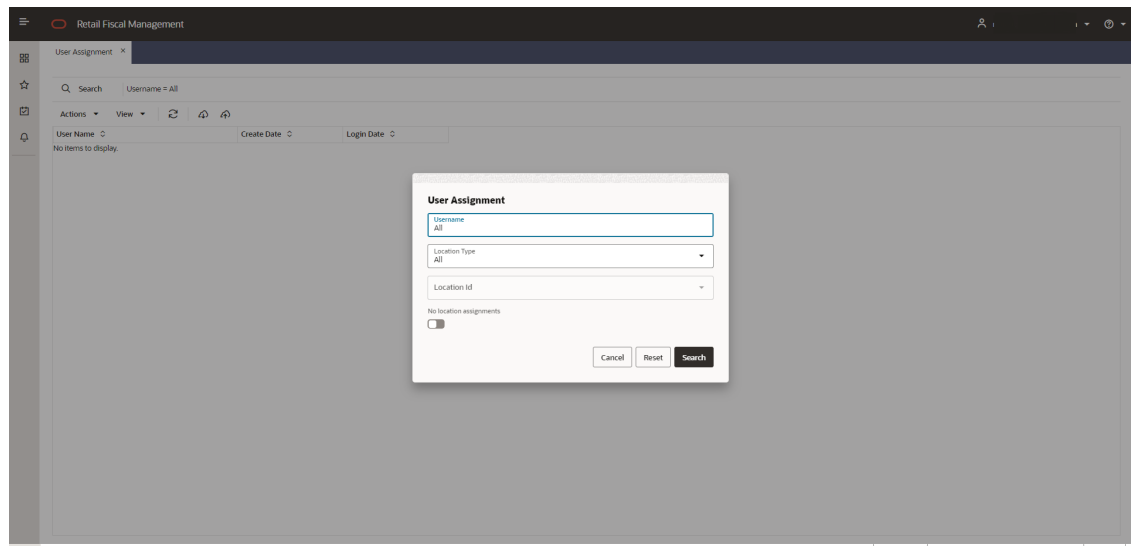 Retail Fiscal Management
User Assignment ×
Search Username = All
Actions View
User Name Create Date Login Date
No items to display.
User Assignment
Username
All
Location Type
All
Location Id
No location assignments
Cancel Reset Search